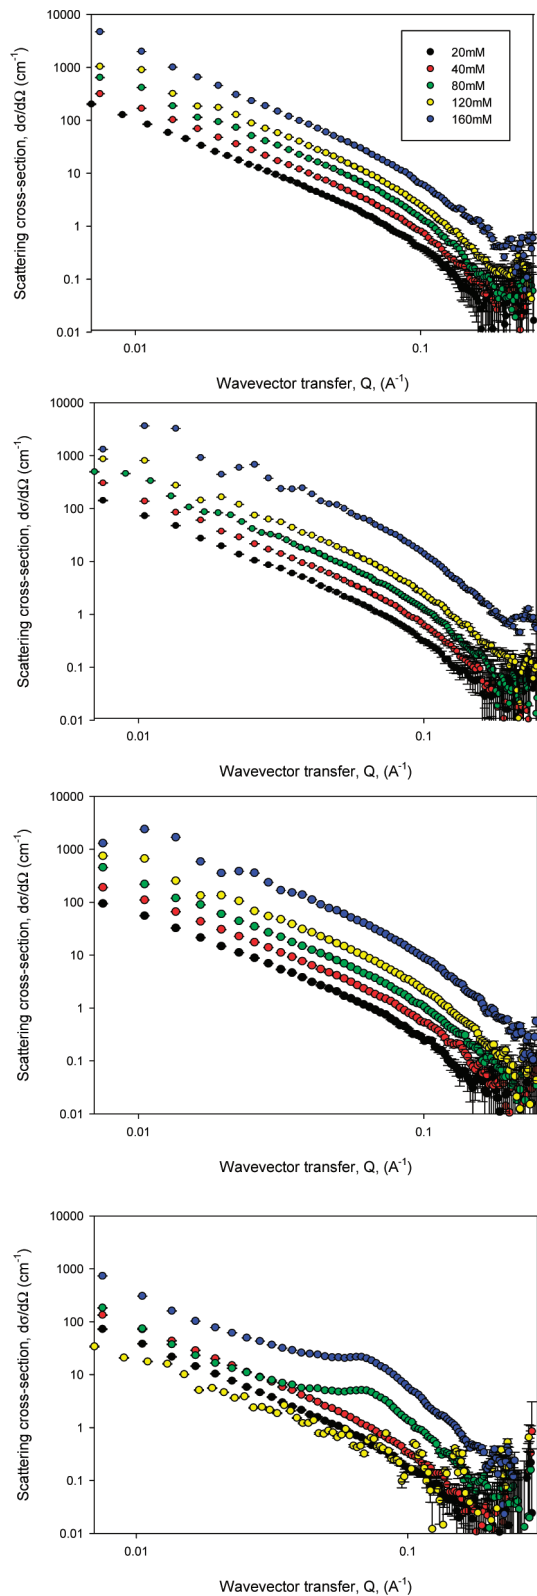 10000
1000
100
10
1
0.1
0.01
Scattering cross-section, dσ/dΩ (cm⁻¹)
20mM
40mM
80mM
120mM
160mM
0.01 0.1
Wavevector transfer, Q, (A⁻¹)
10000
1000
100
10
1
0.1
0.01
Scattering cross-section, dσ/dΩ (cm⁻¹)
0.01 0.1
Wavevector transfer, Q, (A⁻¹)
10000
1000
100
10
1
0.1
0.01
Scattering cross-section, dσ/dΩ (cm⁻¹)
0.01 0.1
Wavevector transfer, Q, (A⁻¹)
10000
1000
100
10
1
0.1
0.01
Scattering cross-section, dσ/dΩ (cm⁻¹)
0.01 0.1
Wavevector transfer, Q, (A⁻¹)